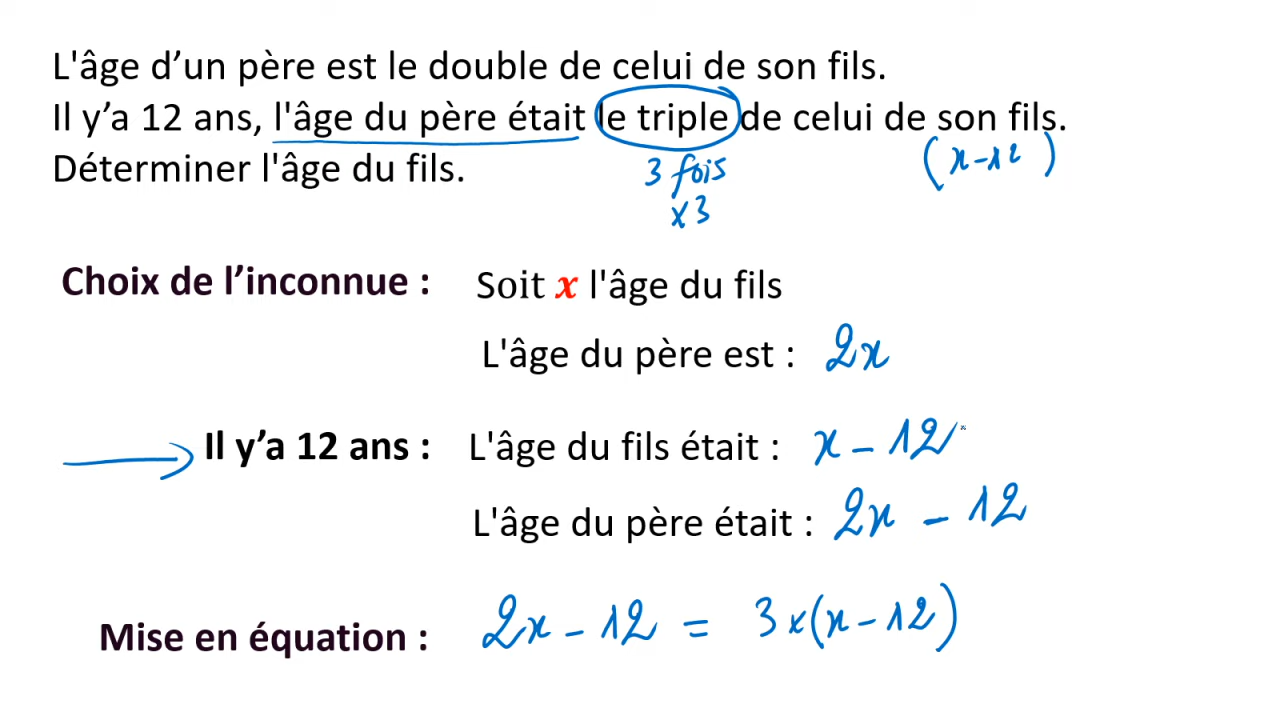 L'âge d’un père est le double de celui de son fils.
Il y’a 12 ans, l'âge du père était le triple de celui de son fils.
Déterminer l'âge du fils.
3 fois
(x-12)
x3
Choix de l’inconnue : Soit x l'âge du fils
L'âge du père est : 2x
Il y’a 12 ans : L'âge du fils était : x - 12
L'âge du père était : 2x - 12
Mise en équation : 2x - 12 = 3x(x - 12)